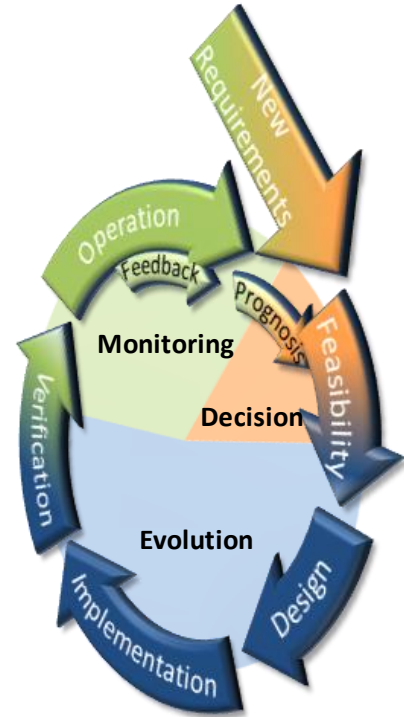 New
Requirements
Operation
Feedback
Prognosis
Feasibility
Monitoring
Decision
Verification
Evolution
Design
Implementation